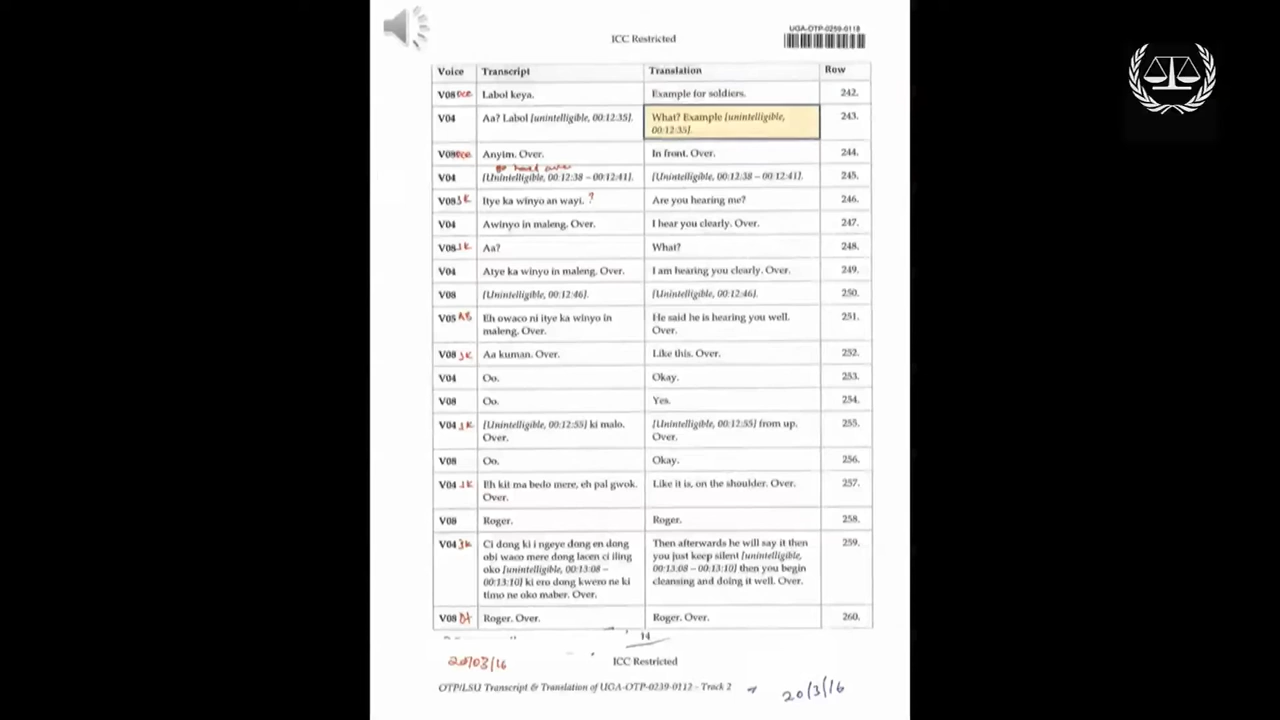 UGA-OTP-0259-0118
ICC Restricted
Voice Transcript Translation Row
V08 Labol keya. Example for soldiers. 242.
V04 Aa? Labol [unintelligible, 00:12:35]. What? Example [unintelligible, 243.
00:12:35].
V08 Anyim. Over. In front. Over. 244.
V04 [Unintelligible, 00:12:38 – 00:12:41]. [Unintelligible, 00:12:38 – 00:12:41]. 245.
V08 JK Itye ka winyo an wayi. ? Are you hearing me? 246.
V04 Awinyo in maleng. Over. I hear you clearly. Over. 247.
V08 JK Aa? What? 248.
V04 Atye ka winyo in maleng. Over. I am hearing you clearly. Over. 249.
V08 [Unintelligible, 00:12:46]. [Unintelligible, 00:12:46]. 250.
V05 AB Eh owaco ni itye ka winyo in He said he is hearing you well. 251.
maleng. Over. Over.
V08 JK Aa kuman. Over. Like this. Over. 252.
V04 Oo. Okay. 253.
V08 Oo. Yes. 254.
V04 JK [Unintelligible, 00:12:55] ki malo. [Unintelligible, 00:12:55] from up. 255.
Over. Over.
V08 Oo. Okay. 256.
V04 JK Eh kit ma bedo mere, eh pal gwok. Like it is, on the shoulder. Over. 257.
Over.
V08 Roger. Roger. 258.
V04 JK Ci dong ki i ngeye dong en dong Then afterwards he will say it then 259.
obi waco mere dong lacen ci iling you just keep silent [unintelligible,
oko [unintelligible, 00:13:08 – 00:13:08 – 00:13:10] then you begin
00:13:10] ki ero dong kwero ne ki cleansing and doing it well. Over.
timo ne oko maber. Over.
V08 Roger. Over. Roger. Over. 260.
14
20/03/16 ICC Restricted
OTP/LSU Transcript & Translation of UGA-OTP-0239-0112 - Track 2 20/3/16